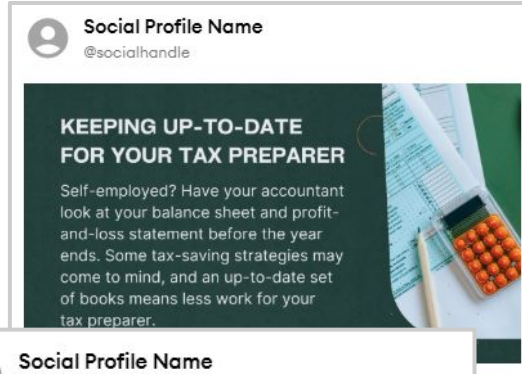 Social Profile Name
@socialhandle
KEEPING UP-TO-DATE
FOR YOUR TAX PREPARER
Self-employed? Have your accountant
look at your balance sheet and profit-
and-loss statement before the year
ends. Some tax-saving strategies may
come to mind, and an up-to-date set
of books means less work for your
tax preparer.
Social Profile Name